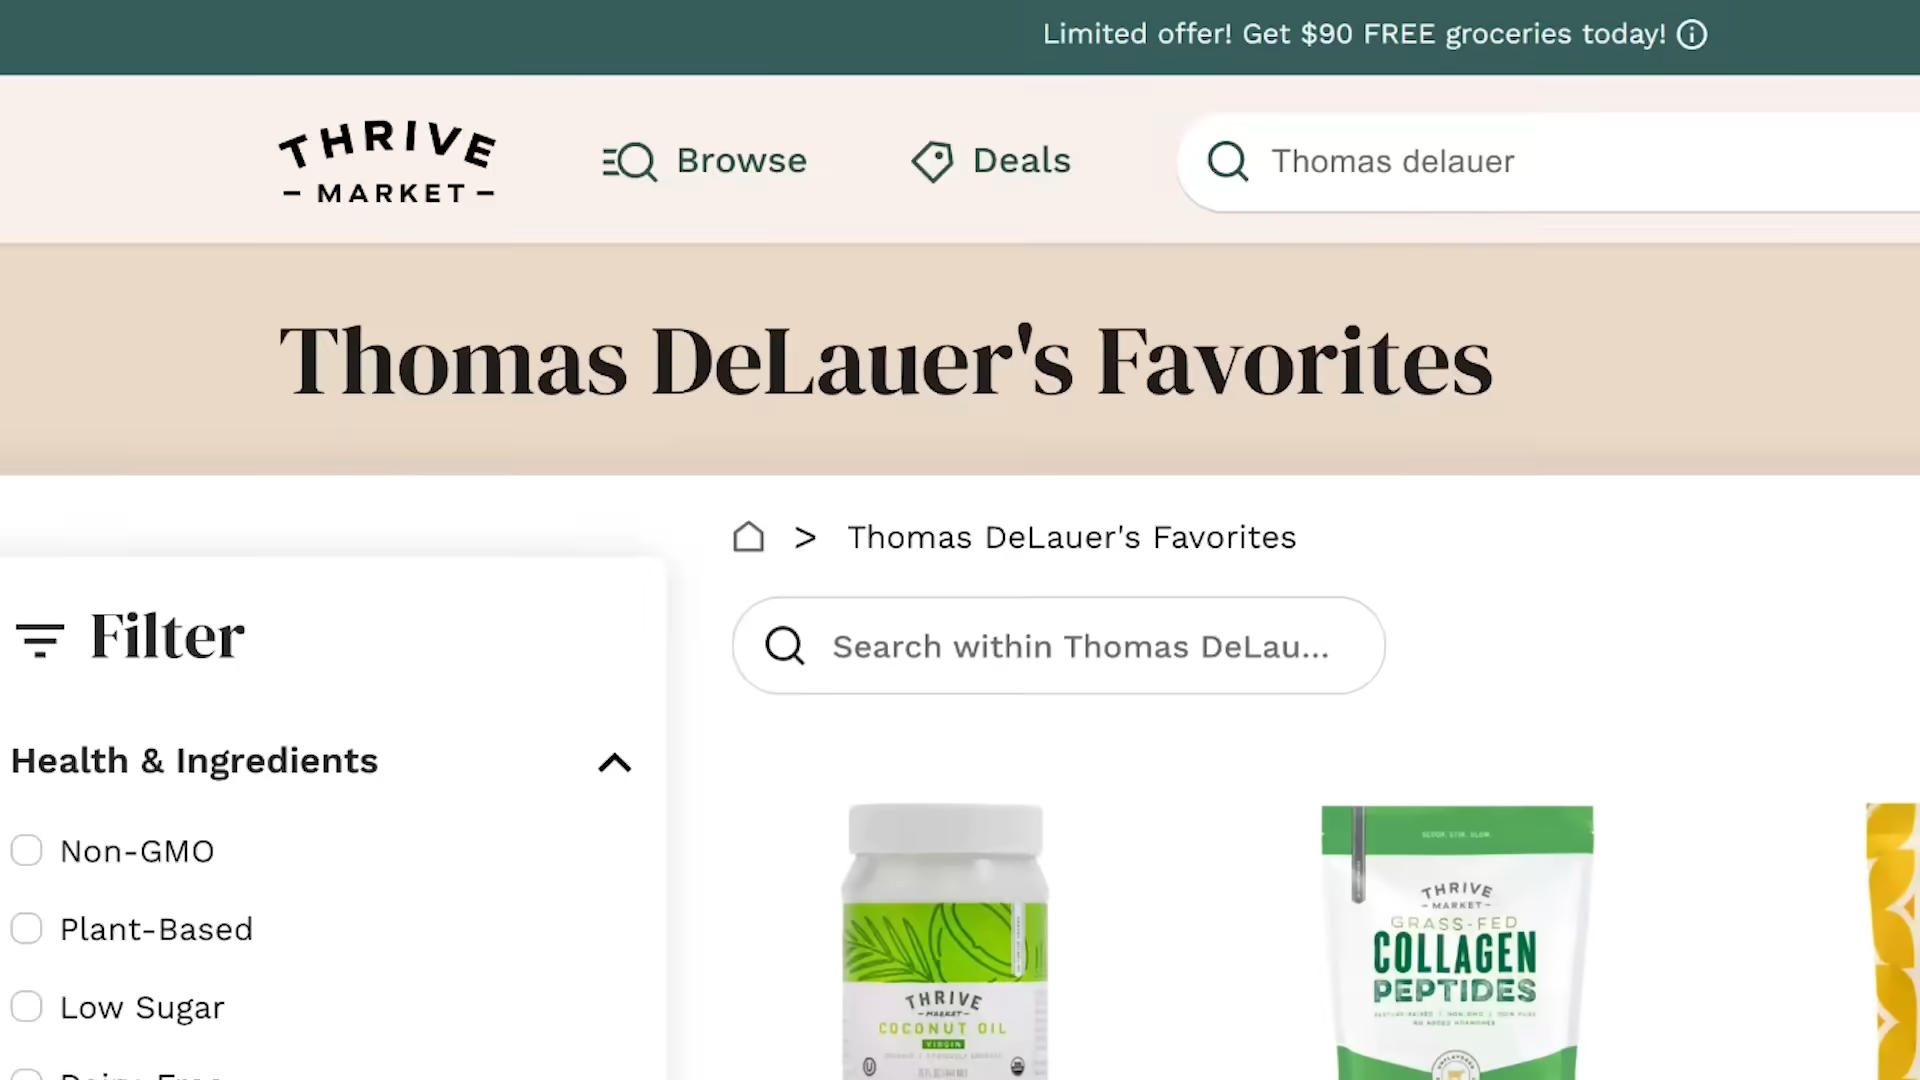 Limited offer! Get $90 FREE groceries today!
THRIVE
MARKET
Browse
Deals
Thomas delauer
Thomas DeLauer's Favorites
> Thomas DeLauer's Favorites
Filter
Search within Thomas DeLau...
Health & Ingredients
Non-GMO
Plant-Based
Low Sugar
THRIVE
MARKET
COCONUT OIL
VIRGIN
THRIVE
MARKET
GRASS-FED
COLLAGEN
PEPTIDES